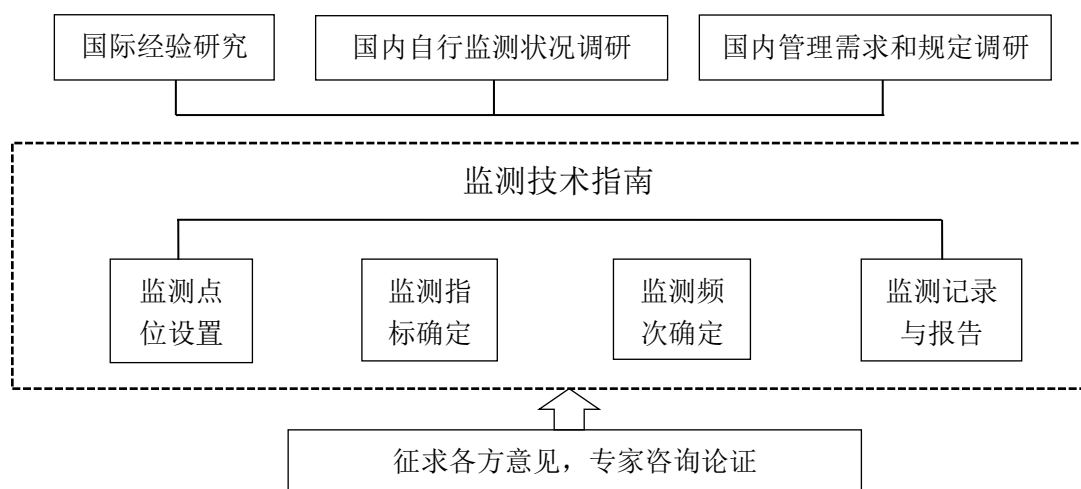 国际经验研究
国内自行监测状况调研
国内管理需求和规定调研
监测技术指南
监测点
位设置
监测指
标确定
监测频
次确定
监测记录
与报告
征求各方意见，专家咨询论证